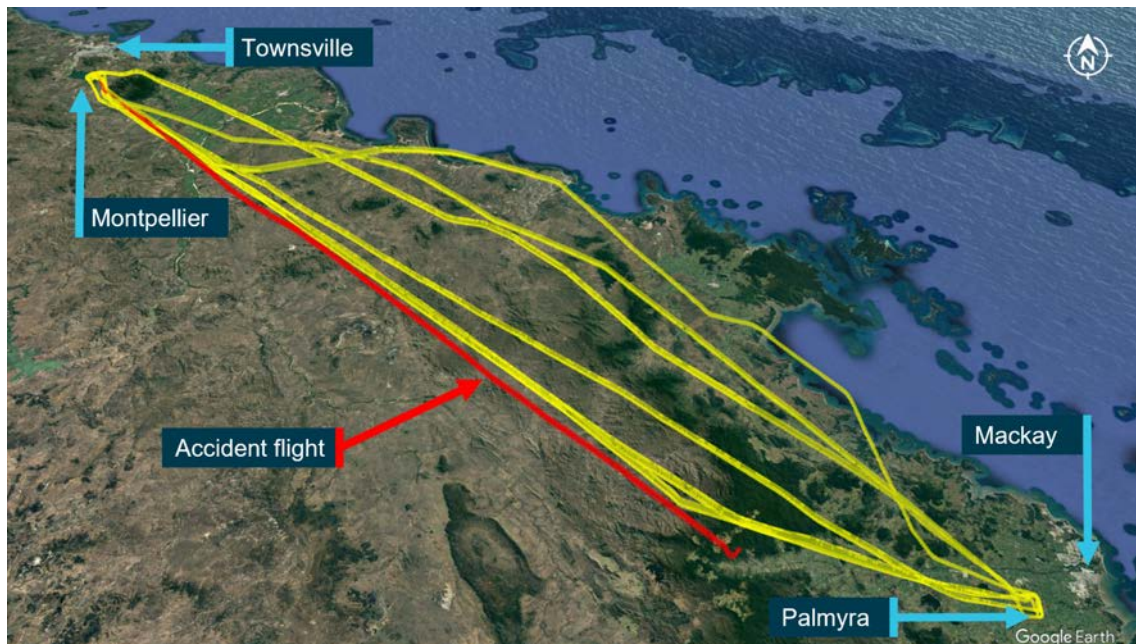 Townsville
N
Montpellier
Accident flight
Mackay
Palmyra
Google Earth